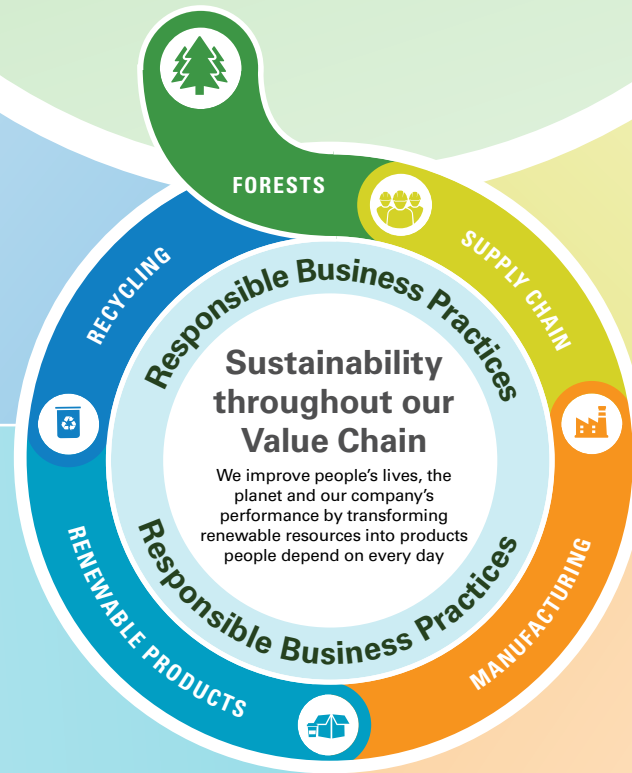 FORESTS
SUPPLY CHAIN
RECYCLING
Responsible Business Practices
Sustainability
throughout our
Value Chain
We improve people’s lives, the
planet and our company’s
performance by transforming
renewable resources into products
people depend on every day
Responsible Business Practices
RENEWABLE PRODUCTS
MANUFACTURING